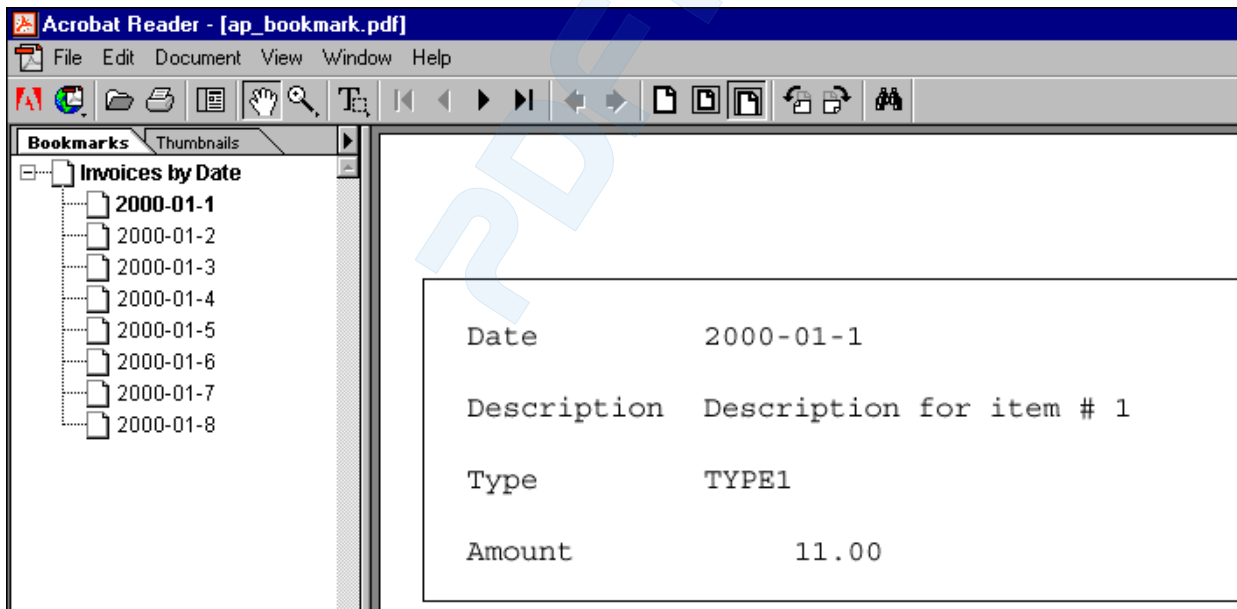 Acrobat Reader - [ap_bookmark.pdf]
File Edit Document View Window Help
Bookmarks Thumbnails
Invoices by Date
2000-01-1
2000-01-2
2000-01-3
2000-01-4
2000-01-5
2000-01-6
2000-01-7
2000-01-8
Date 2000-01-1
Description Description for item # 1
Type TYPE1
Amount 11.00